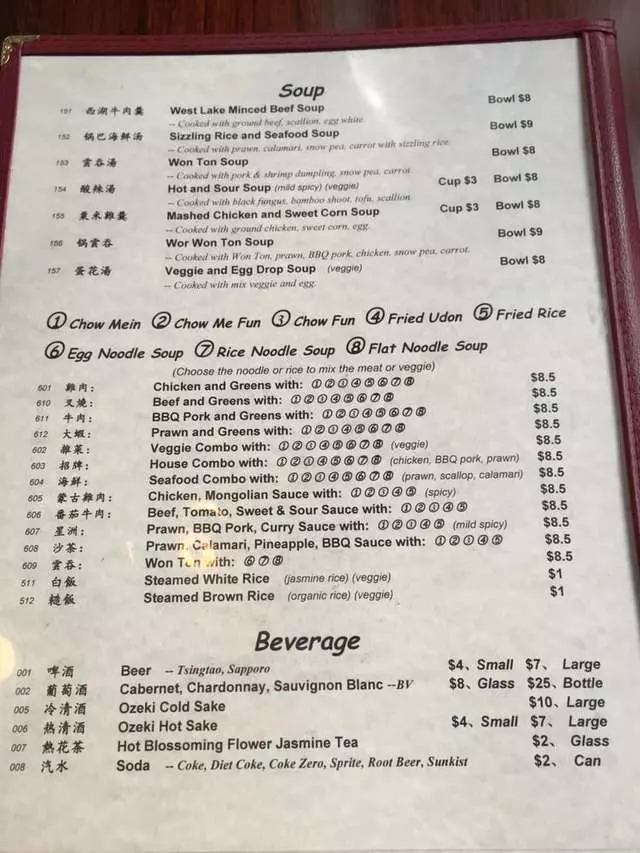 Soup
151 西湖牛肉羹 West Lake Minced Beef Soup Bowl $8
-- Cooked with ground beef, scallion, egg white.
152 锅巴海鮮汤 Sizzling Rice and Seafood Soup Bowl $9
-- Cooked with prawn, calamari, snow pea, carrot with sizzling rice.
153 雲吞湯 Won Ton Soup Bowl $8
-- Cooked with pork & shrimp dumpling, snow pea, carrot.
154 酸辣湯 Hot and Sour Soup (mild spicy) (veggie) Cup $3 Bowl $8
-- Cooked with black fungus, bamboo shoot, tofu, scallion.
155 粟米雞羹 Mashed Chicken and Sweet Corn Soup Cup $3 Bowl $8
-- Cooked with ground chicken, sweet corn, egg.
156 锅雲吞 Wor Won Ton Soup Bowl $9
-- Cooked with Won Ton, prawn, BBQ pork, chicken, snow pea, carrot.
157 蛋花湯 Veggie and Egg Drop Soup (veggie) Bowl $8
-- Cooked with mix veggie and egg.
① Chow Mein ② Chow Me Fun ③ Chow Fun ④ Fried Udon ⑤ Fried Rice
⑥ Egg Noodle Soup ⑦ Rice Noodle Soup ⑧ Flat Noodle Soup
(Choose the noodle or rice to mix the meat or veggie)
601 雞肉: Chicken and Greens with: ①②③④⑤⑥⑦⑧ $8.5
610 叉燒: Beef and Greens with: ①②③④⑤⑥⑦⑧ $8.5
611 牛肉: BBQ Pork and Greens with: ①②③④⑤⑥⑦⑧ $8.5
612 大蝦: Prawn and Greens with: ①②③④⑤⑥⑦⑧ $8.5
602 雜菜: Veggie Combo with: ①②③④⑤⑥⑦⑧ (veggie) $8.5
603 招牌: House Combo with: ①②③④⑤⑥⑦⑧ (chicken, BBQ pork, prawn) $8.5
604 海鮮: Seafood Combo with: ①②③④⑤⑥⑦⑧ (prawn, scallop, calamari) $8.5
605 蒙古雞肉: Chicken, Mongolian Sauce with: ①②③④⑤ (spicy) $8.5
606 番茄牛肉: Beef, Tomato, Sweet & Sour Sauce with: ①②③④⑤ $8.5
607 星洲: Prawn, BBQ Pork, Curry Sauce with: ①②③④⑤ (mild spicy) $8.5
608 沙茶: Prawn, Calamari, Pineapple, BBQ Sauce with: ①②③④⑤ $8.5
609 雲吞: Won Ton with: ⑥⑦⑧ $8.5
511 白飯 Steamed White Rice (jasmine rice) (veggie) $1
512 糙飯 Steamed Brown Rice (organic rice) (veggie) $1
Beverage
001 啤酒 Beer -- Tsingtao, Sapporo $4、Small $7、Large
002 葡萄酒 Cabernet, Chardonnay, Sauvignon Blanc --BV $8、Glass $25、Bottle
005 冷清酒 Ozeki Cold Sake $10、Large
006 热清酒 Ozeki Hot Sake $4、Small $7、Large
007 熱花茶 Hot Blossoming Flower Jasmine Tea $2、Glass
008 汽水 Soda -- Coke, Diet Coke, Coke Zero, Sprite, Root Beer, Sunkist $2、Can